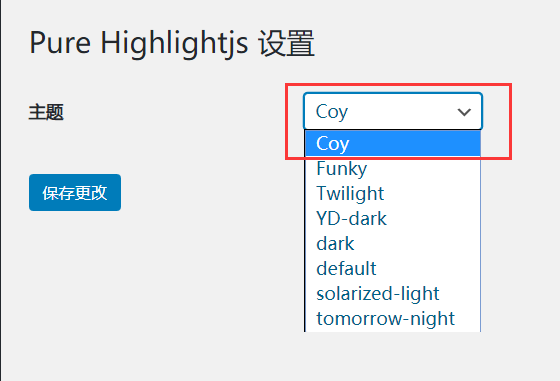 Pure Highlightjs 设置
主题
Coy
Coy
Funky
Twilight
YD-dark
dark
default
solarized-light
tomorrow-night
保存更改